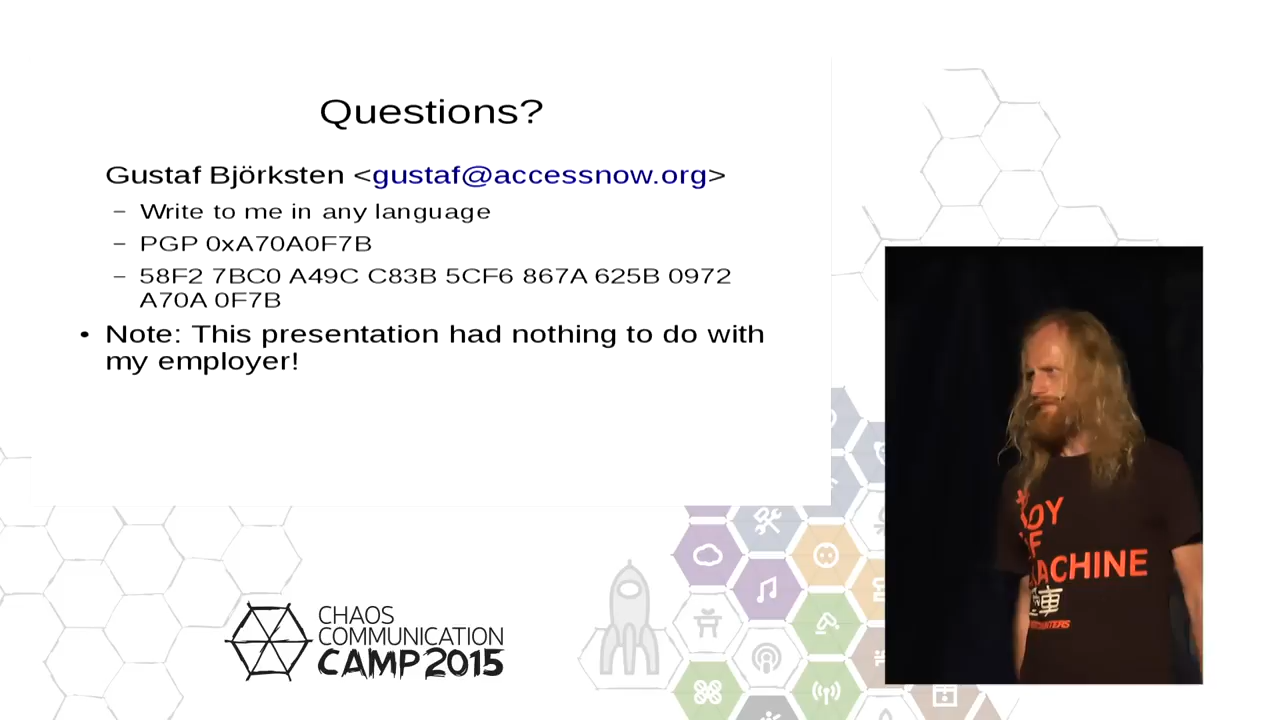 Questions?
Gustaf Björksten <gustaf@accessnow.org>
– Write to me in any language
– PGP 0xA70A0F7B
– 58F2 7BC0 A49C C83B 5CF6 867A 625B 0972
A70A 0F7B
• Note: This presentation had nothing to do with
my employer!
CHAOS
COMMUNICATION
CAMP 2015
MACHINE